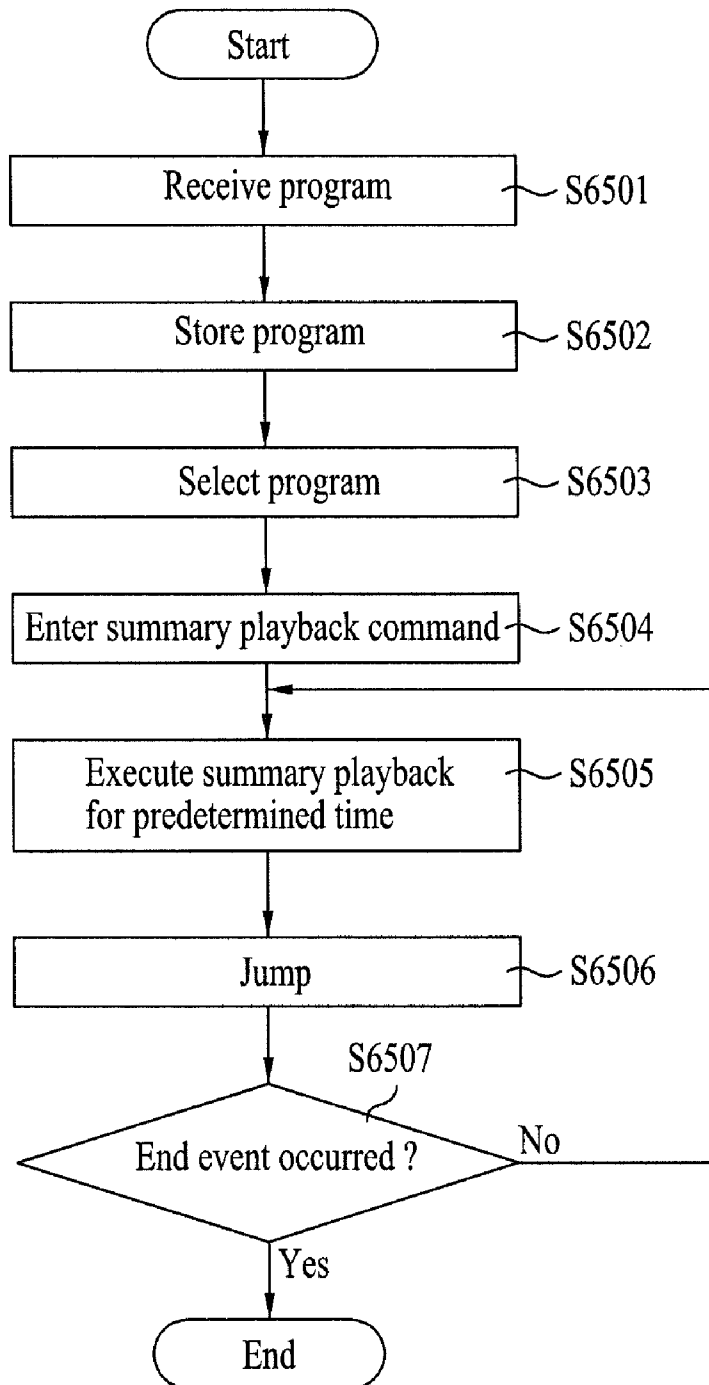 Start
Receive program
S6501
Store program
S6502
Select program
S6503
Enter summary playback command
S6504
Execute summary playback
for predetermined time
S6505
Jump
S6506
S6507
End event occurred ?
No
Yes
End